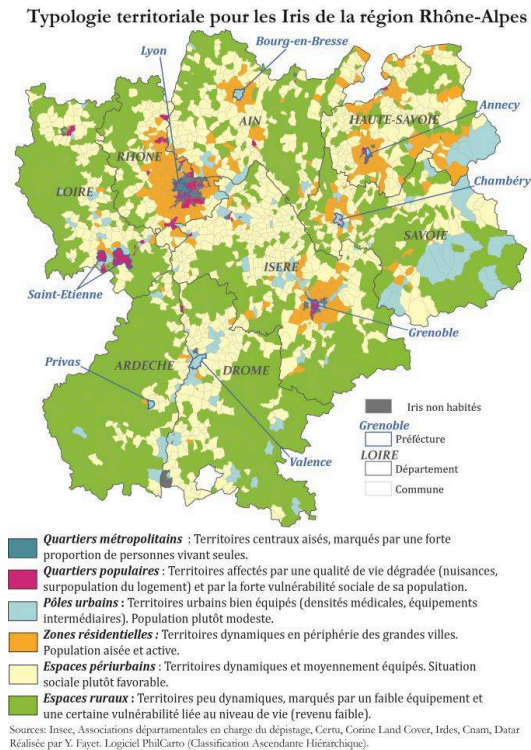 Typologie territoriale pour les Iris de la région Rhône-Alpes
Bourg-en-Bresse
Lyon
Annecy
AIN
HAUTE-SAVOIE
RHÔNE
LOIRE
Chambéry
SAVOIE
ISERE
Saint-Etienne
Grenoble
Privas
ARDECHE
DROME
Valence
Iris non habités
Grenoble
Préfécture
LOIRE
Département
Commune
Quartiers métropolitains : Territoires centraux aisés, marqués par une forte
proportion de personnes vivant seules.
Quartiers populaires : Territoires affectés par une qualité de vie dégradée (nuisances,
surpopulation du logement) et par la forte vulnérabilité sociale de sa population.
Pôles urbains : Territoires urbains bien équipés (densités médicales, équipements
intermédiaires). Population plutôt modeste.
Zones résidentielles : Territoires dynamiques en périphérie des grandes villes.
Population aisée et active.
Espaces périurbains : Territoires dynamiques et moyennement équipés. Situation
sociale plutôt favorable.
Espaces ruraux : Territoires peu dynamiques, marqués par un faible équipement et
une certaine vulnérabilité liée au niveau de vie (revenu faible).
Sources: Insee, Associations départementales en charge du dépistage, Certu, Corine Land Cover, Irdes, Cnam, Datar
Réalisée par Y. Fayet. Logiciel PhilCarto (Classification Ascendante Hiérarchique).